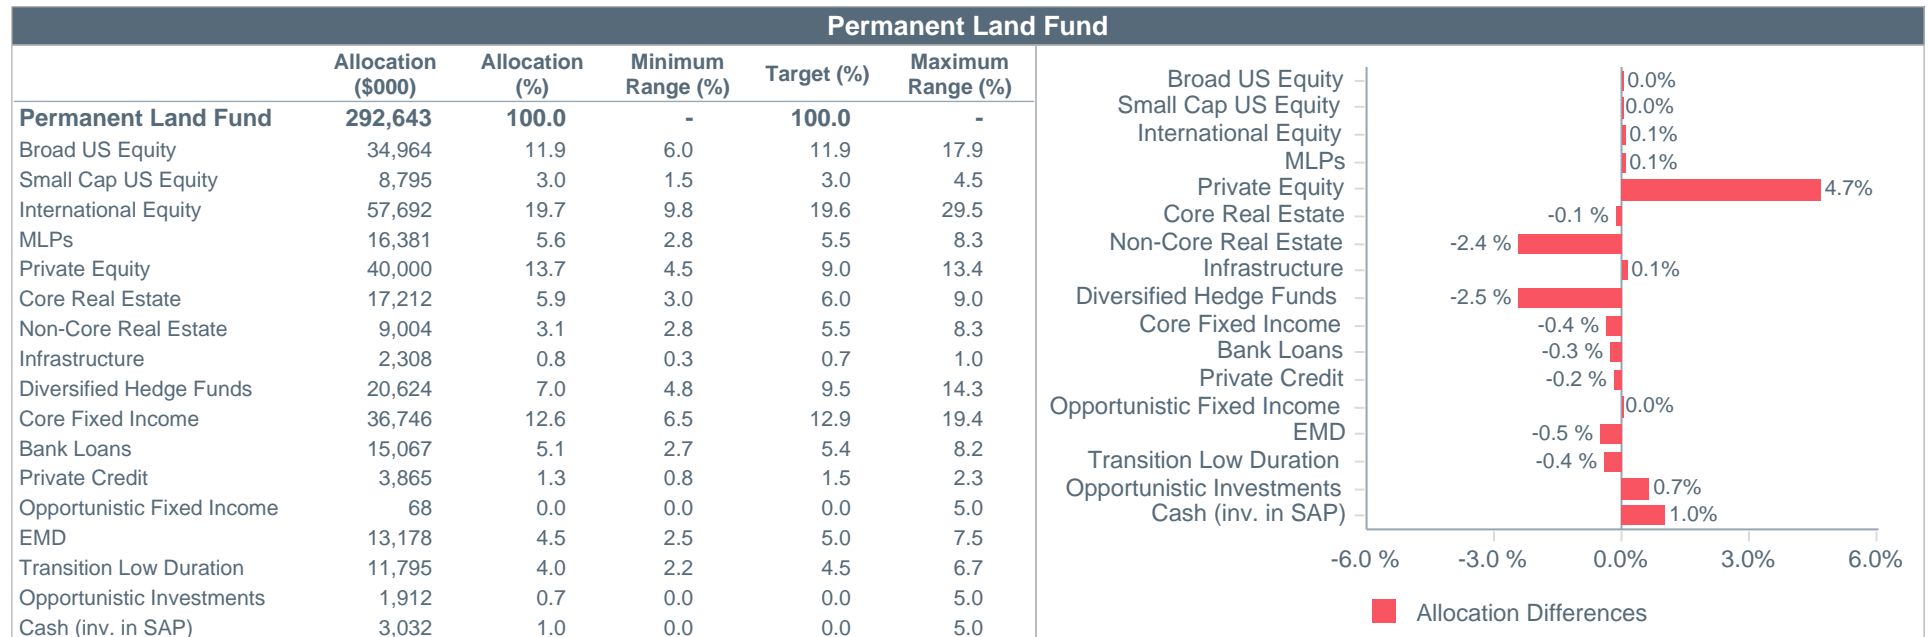 Permanent Land Fund
Allocation ($000) Allocation (%) Minimum Range (%) Target (%) Maximum Range (%)
Permanent Land Fund 292,643 100.0 - 100.0 -
Broad US Equity 34,964 11.9 6.0 11.9 17.9
Small Cap US Equity 8,795 3.0 1.5 3.0 4.5
International Equity 57,692 19.7 9.8 19.6 29.5
MLPs 16,381 5.6 2.8 5.5 8.3
Private Equity 40,000 13.7 4.5 9.0 13.4
Core Real Estate 17,212 5.9 3.0 6.0 9.0
Non-Core Real Estate 9,004 3.1 2.8 5.5 8.3
Infrastructure 2,308 0.8 0.3 0.7 1.0
Diversified Hedge Funds 20,624 7.0 4.8 9.5 14.3
Core Fixed Income 36,746 12.6 6.5 12.9 19.4
Bank Loans 15,067 5.1 2.7 5.4 8.2
Private Credit 3,865 1.3 0.8 1.5 2.3
Opportunistic Fixed Income 68 0.0 0.0 0.0 5.0
EMD 13,178 4.5 2.5 5.0 7.5
Transition Low Duration 11,795 4.0 2.2 4.5 6.7
Opportunistic Investments 1,912 0.7 0.0 0.0 5.0
Cash (inv. in SAP) 3,032 1.0 0.0 0.0 5.0
Broad US Equity 0.0%
Small Cap US Equity 0.0%
International Equity 0.1%
MLPs 0.1%
Private Equity 4.7%
Core Real Estate -0.1 %
Non-Core Real Estate -2.4 %
Infrastructure 0.1%
Diversified Hedge Funds -2.5 %
Core Fixed Income -0.4 %
Bank Loans -0.3 %
Private Credit -0.2 %
Opportunistic Fixed Income 0.0%
EMD -0.5 %
Transition Low Duration -0.4 %
Opportunistic Investments 0.7%
Cash (inv. in SAP) 1.0%
-6.0 % -3.0 % 0.0% 3.0% 6.0%
Allocation Differences